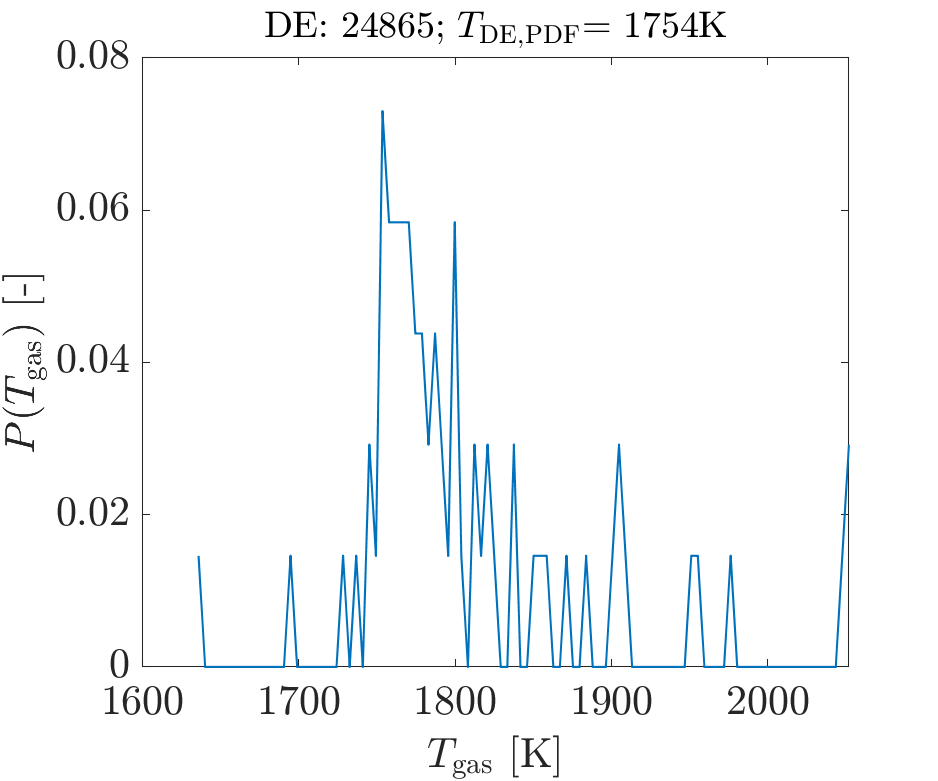 DE: 24865; T_DE,PDF= 1754K
0.08
0.06
0.04
0.02
0
P(T_gas) [-]
1600 1700 1800 1900 2000
T_gas [K]